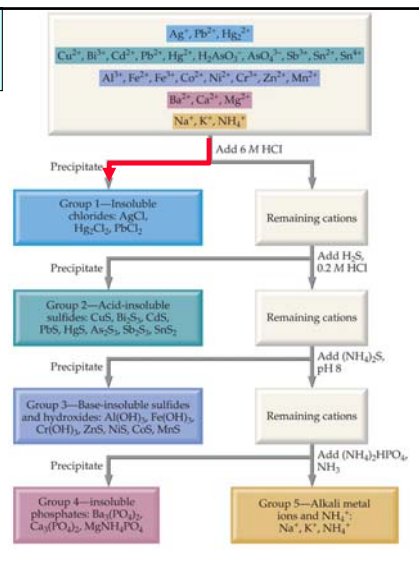 Ag⁺, Pb²⁺, Hg₂²⁺
Cu²⁺, Bi³⁺, Cd²⁺, Pb²⁺, Hg²⁺, H₂AsO₃⁻, AsO₄³⁻, Sb³⁺, Sn²⁺, Sn⁴⁺
Al³⁺, Fe²⁺, Fe³⁺, Co²⁺, Ni²⁺, Cr³⁺, Zn²⁺, Mn²⁺
Ba²⁺, Ca²⁺, Mg²⁺
Na⁺, K⁺, NH₄⁺
Add 6 M HCl
Precipitate
Group 1—Insoluble
chlorides: AgCl,
Hg₂Cl₂, PbCl₂
Remaining cations
Add H₂S,
0.2 M HCl
Precipitate
Group 2—Acid-insoluble
sulfides: CuS, Bi₂S₃, CdS,
PbS, HgS, As₂S₃, Sb₂S₃, SnS₂
Remaining cations
Add (NH₄)₂S,
pH 8
Precipitate
Group 3—Base-insoluble sulfides
and hydroxides: Al(OH)₃, Fe(OH)₃,
Cr(OH)₃, ZnS, NiS, CoS, MnS
Remaining cations
Add (NH₄)₂HPO₄,
NH₃
Precipitate
Group 4—insoluble
phosphates: Ba₃(PO₄)₂,
Ca₃(PO₄)₂, MgNH₄PO₄
Group 5—Alkali metal
ions and NH₄⁺:
Na⁺, K⁺, NH₄⁺